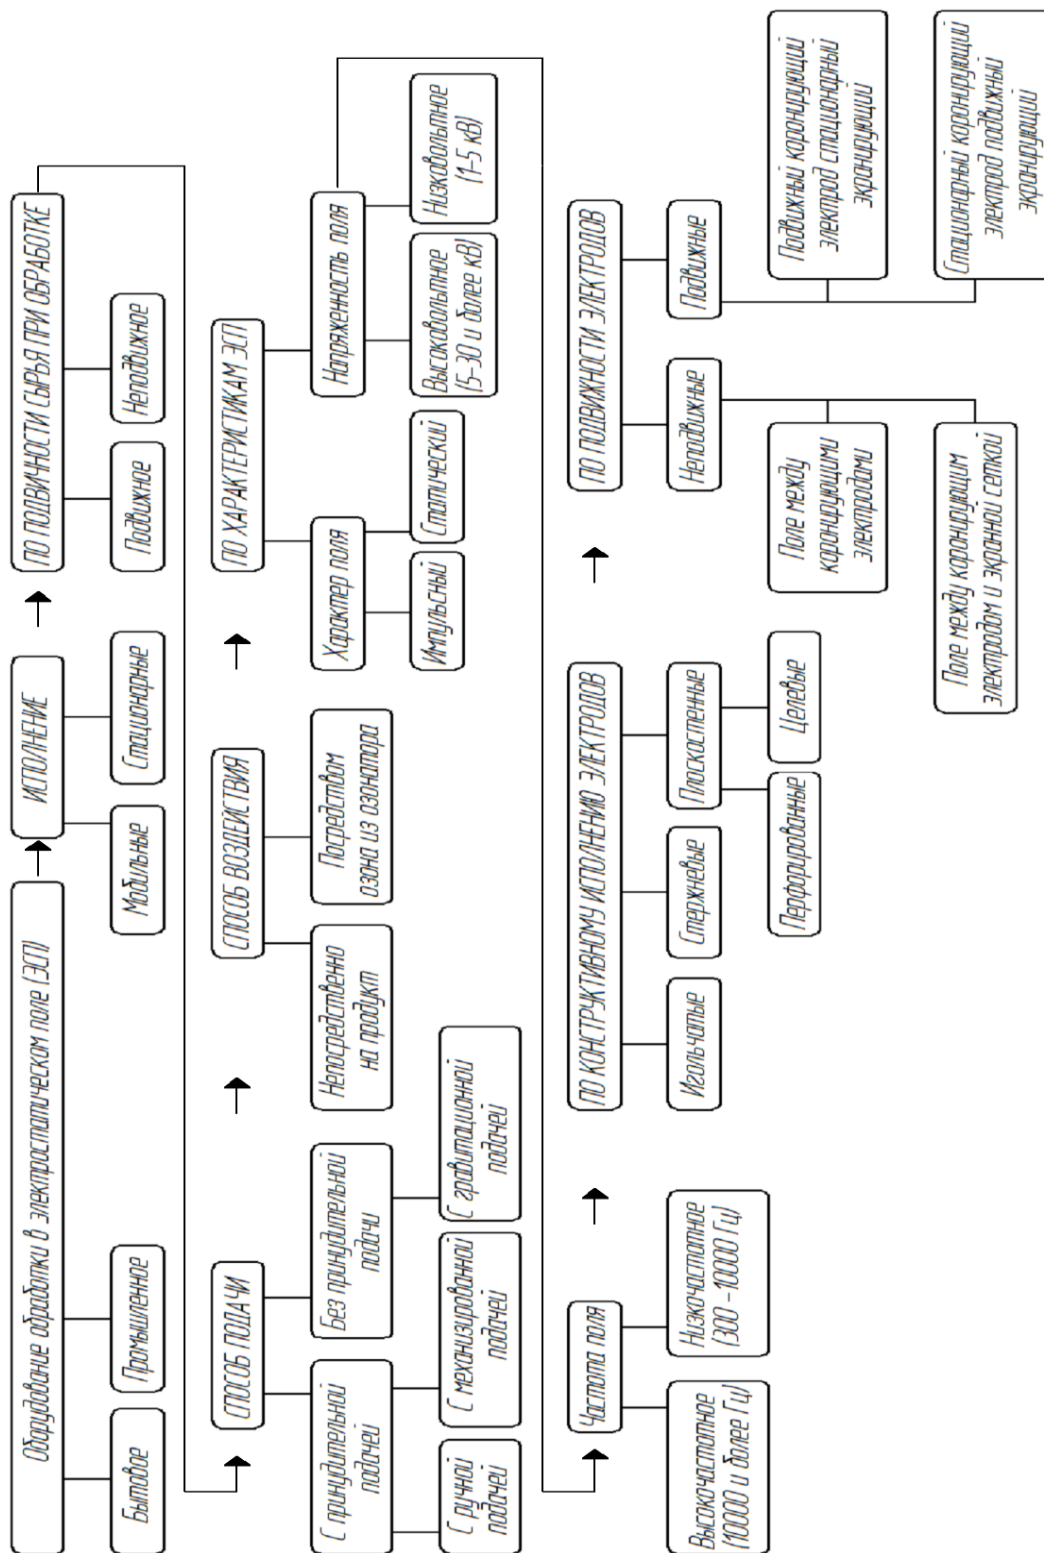 Оборудование обработки в электростатическом поле (ЭСП)
Бытовое
Промышленное
ИСПОЛНЕНИЕ
Мобильные
Стационарные
ПО ПОДВИЧНОСТИ СЫРЬЯ ПРИ ОБРАБОТКЕ
Подвижное
Неподвижное
СПОСОБ ПОДАЧИ
С принудительной
подачей
Без принудительной
подачи
С ручной
подачей
С механизированной
подачей
С гравитационной
подачей
СПОСОБ ВОЗДЕЙСТВИЯ
Непосредственно
на продукт
Посредством
озона из озонатора
ПО ХАРАКТЕРИСТИКАМ ЭСП
Характер поля
Импульсный
Статический
Напряженность поля
Высоковольтное
(5-30 и более кВ)
Низковольтное
(1-5 кВ)
Частота поля
Высокочастотное
(10000 и более Гц)
Низкочастотное
(300 –10000 Гц)
ПО КОНСТРУКТИВНОМУ ИСПОЛНЕНИЮ ЭЛЕКТРОДОВ
Игольчатые
Стержневые
Плоскостенные
Перфорированные
Целевые
ПО ПОДВИЖНОСТИ ЭЛЕКТРОДОВ
Неподвижные
Поле между
коронирующими
электродами
Поле между коронирующим
электродом и экранной сеткой
Подвижные
Подвижный коронирующий
электрод стационарный
экранирующий
Стационарный коронирующий
электрод подвижный
экранирующий